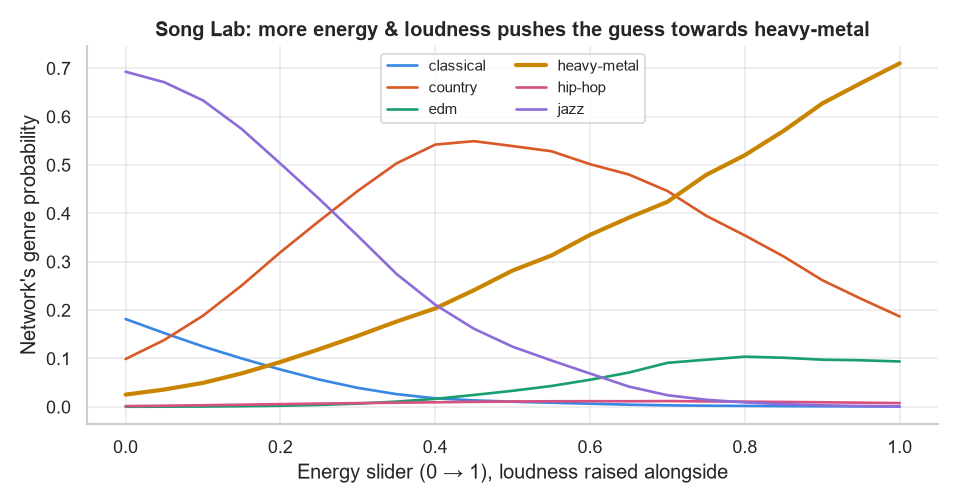 Song Lab: more energy & loudness pushes the guess towards heavy-metal
classical
country
edm
heavy-metal
hip-hop
jazz
Network's genre probability
0.7
0.6
0.5
0.4
0.3
0.2
0.1
0.0
0.0 0.2 0.4 0.6 0.8 1.0
Energy slider (0 → 1), loudness raised alongside